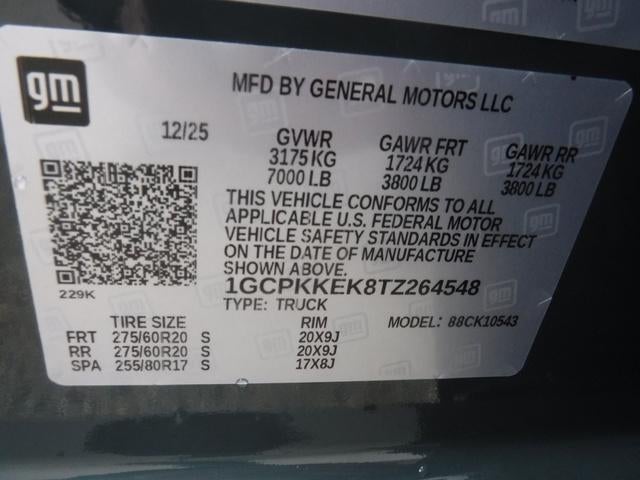 gm
MFD BY GENERAL MOTORS LLC
12/25
GVWR GAWR FRT GAWR RR
3175 KG 1724 KG 1724 KG
7000 LB 3800 LB 3800 LB
THIS VEHICLE CONFORMS TO ALL
APPLICABLE U.S. FEDERAL MOTOR
VEHICLE SAFETY STANDARDS IN EFFECT
ON THE DATE OF MANUFACTURE
SHOWN ABOVE.
229K
1GCPKKEK8TZ264548
TYPE: TRUCK MODEL: 88CK10543
TIRE SIZE RIM
FRT 275/60R20 S 20X9J
RR 275/60R20 S 20X9J
SPA 255/80R17 S 17X8J